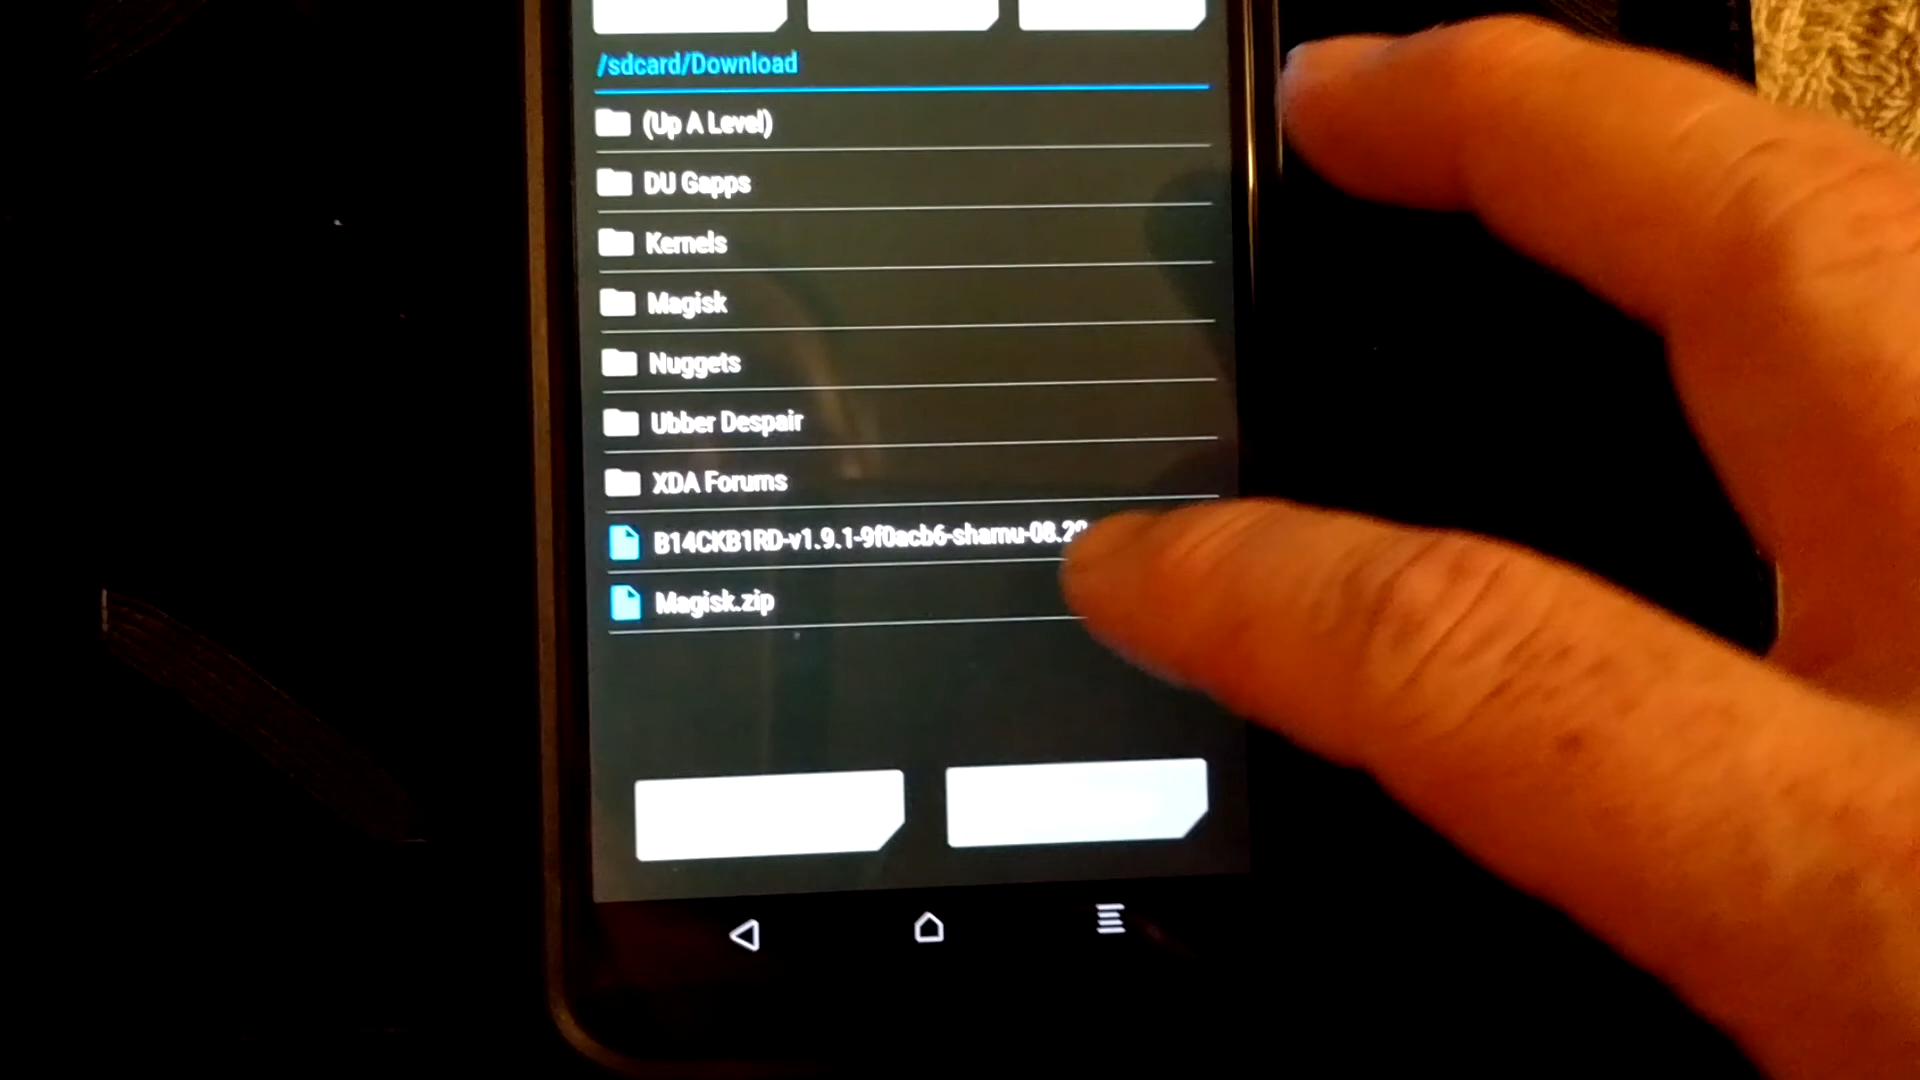 /sdcard/Download
(Up A Level)
DU Gapps
Kernels
Magisk
Nuggets
Ubber Despair
XDA Forums
B14CKB1RD-v1.9.1-9f0acb6-shamu-08.20
Magisk.zip